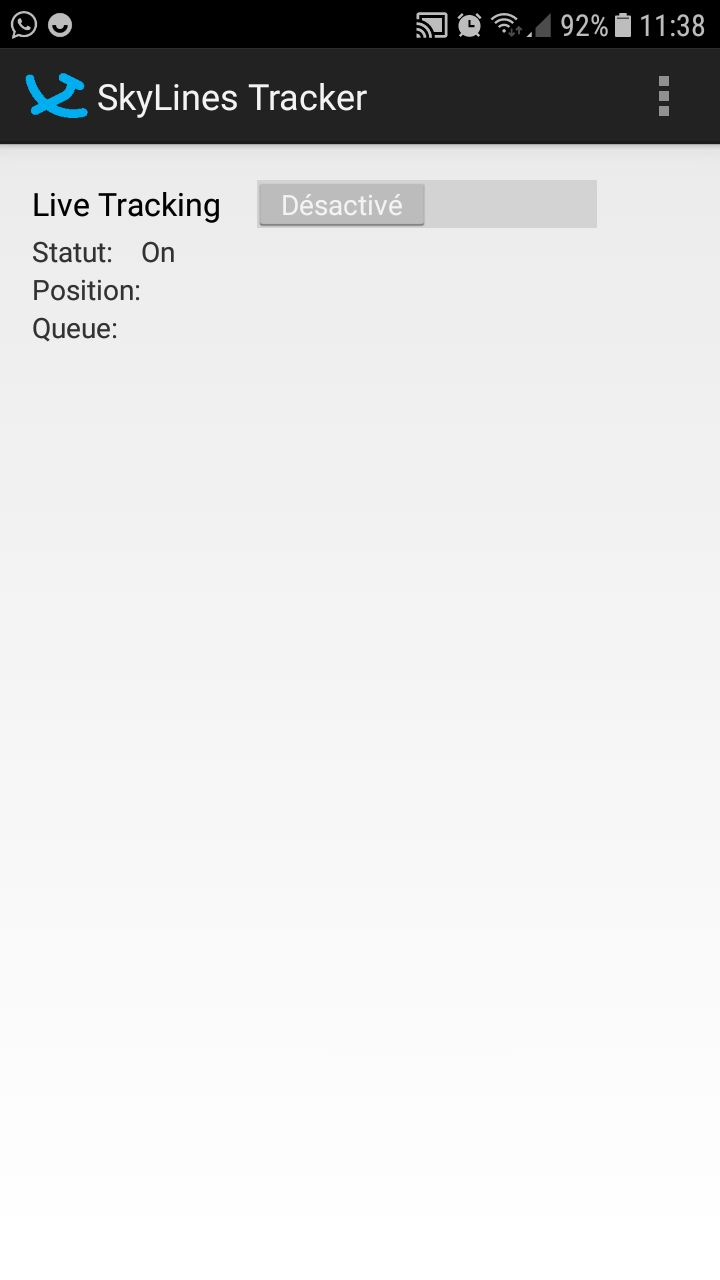 92% 11:38
SkyLines Tracker
Live Tracking Désactivé
Statut: On
Position:
Queue: